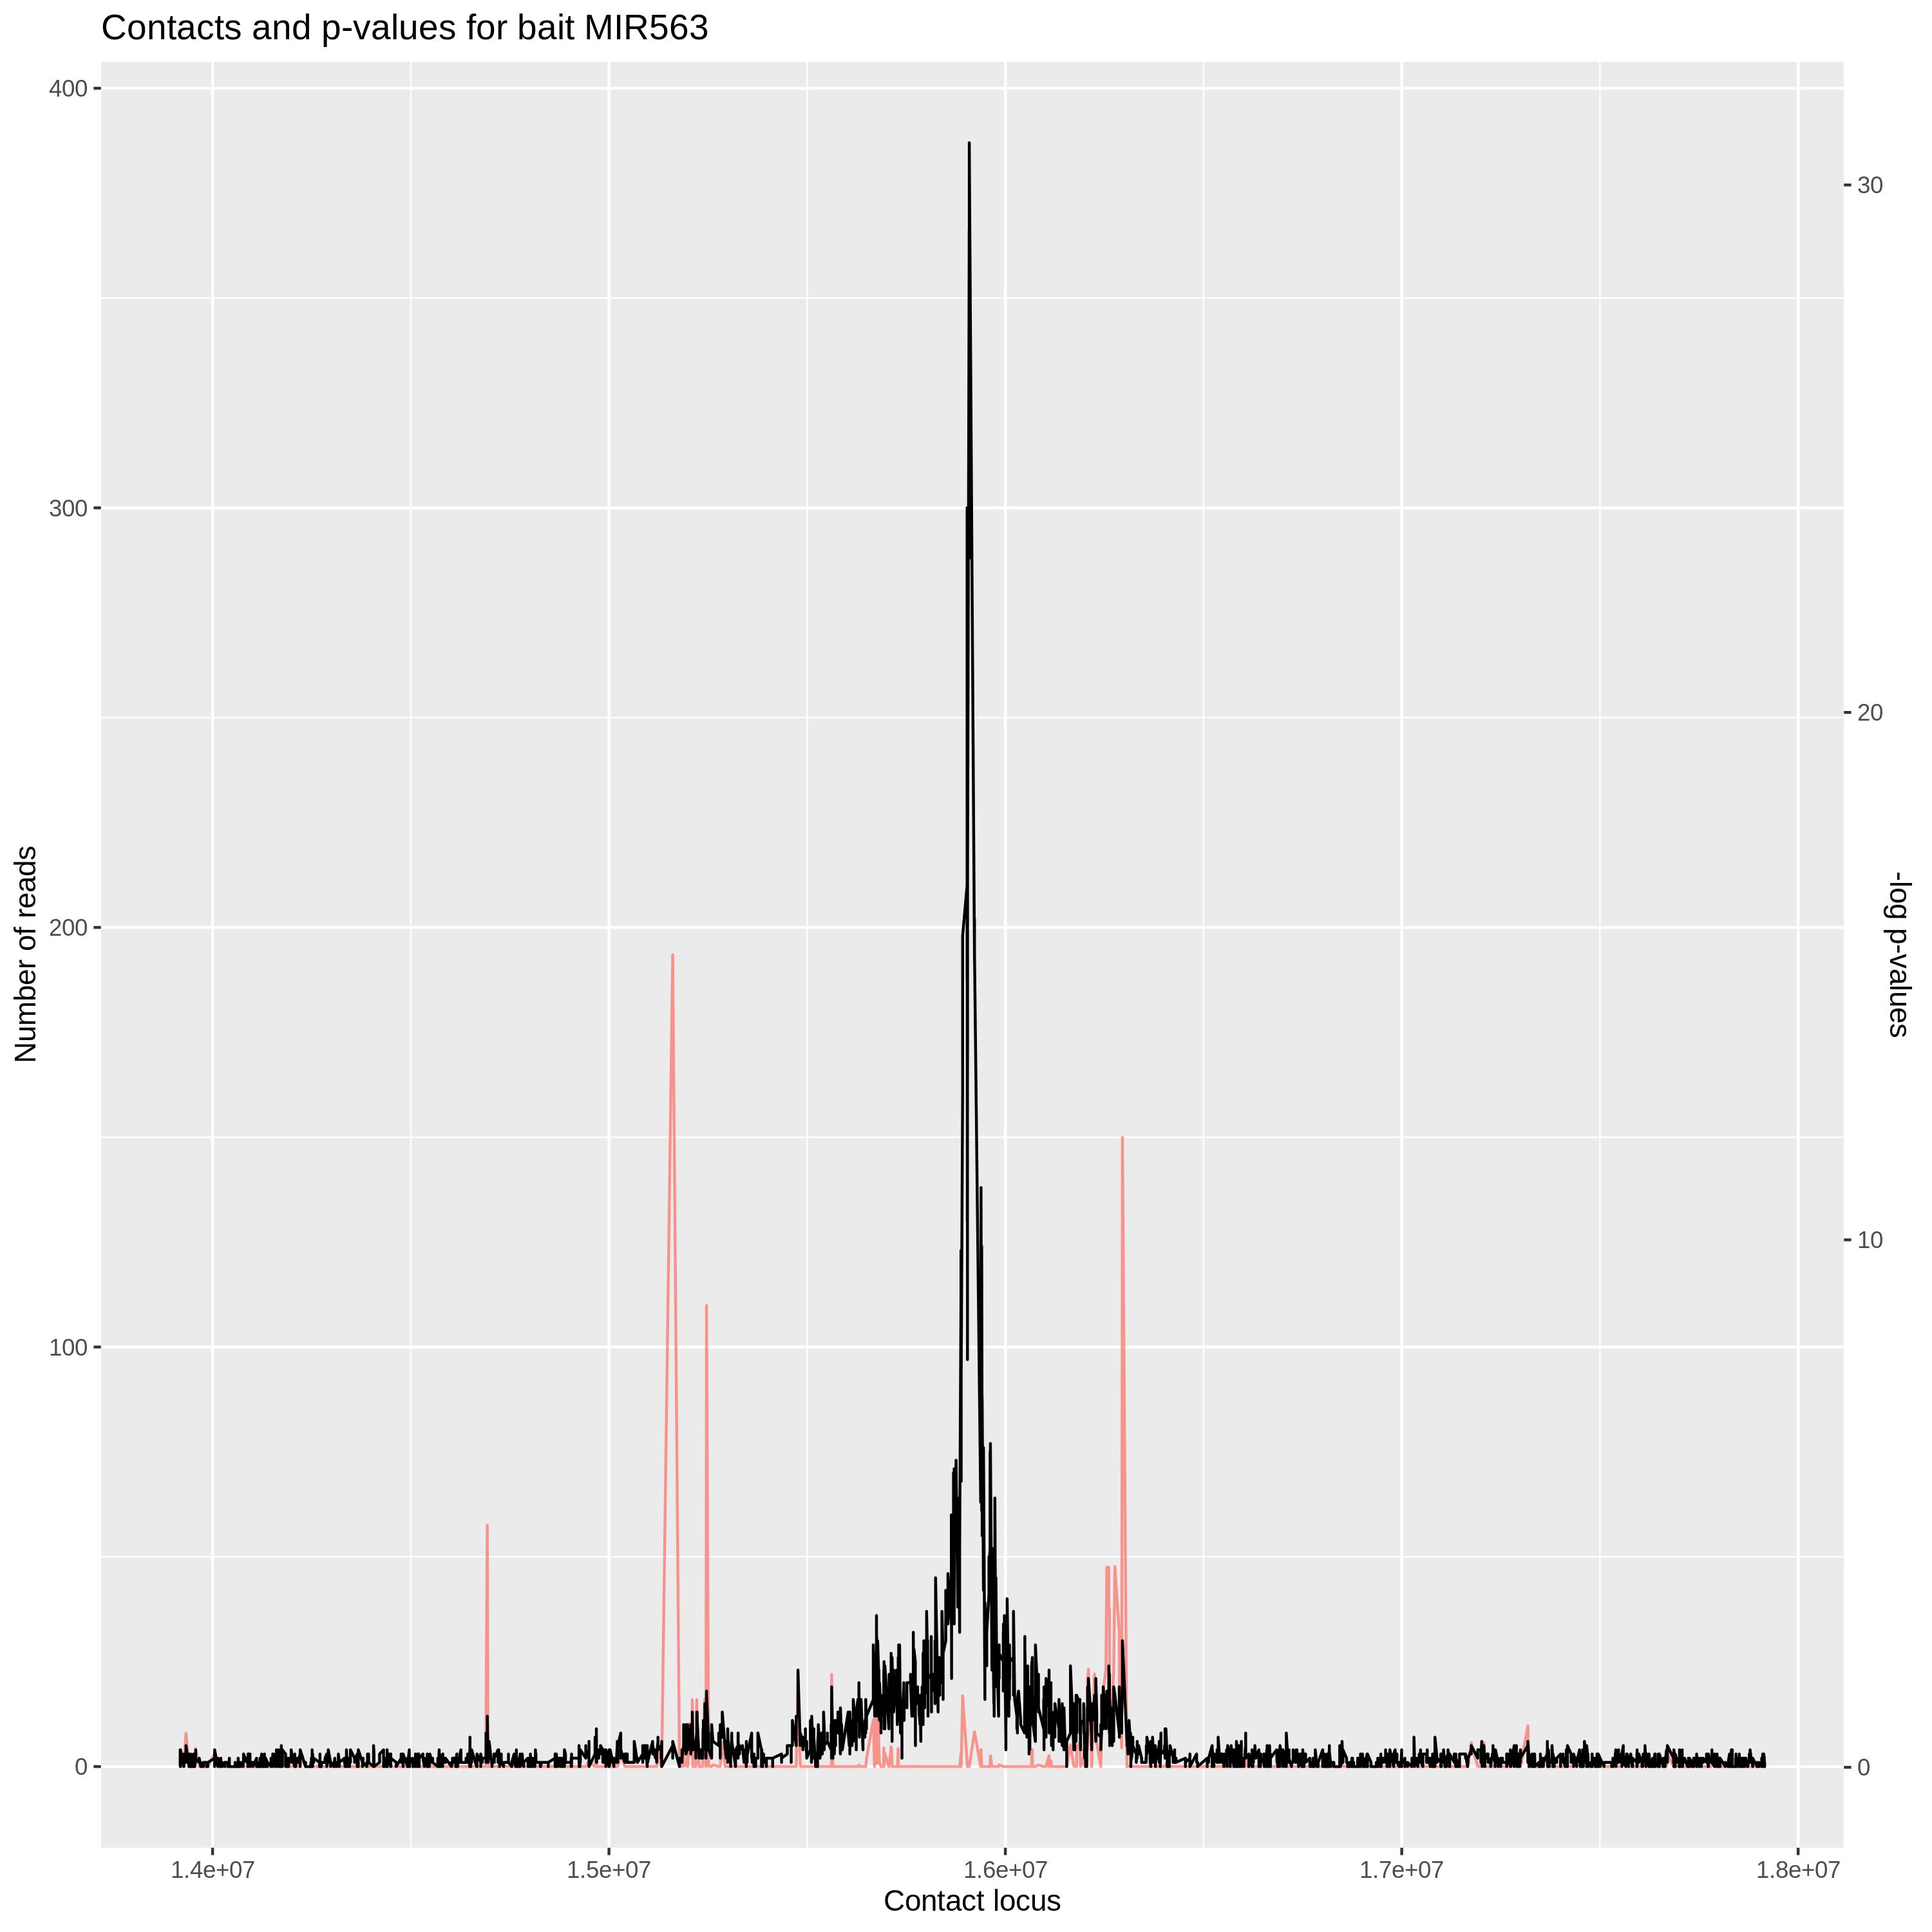 Contacts and p-values for bait MIR563
400
300
200
100
0
30
20
10
0
Number of reads
-log p-values
1.4e+07
1.5e+07
1.6e+07
1.7e+07
1.8e+07
Contact locus